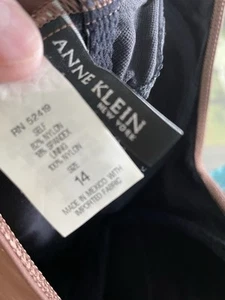 ANNE KLEIN
NEW YORK
RN 52419
SELF
82% NYLON
18% SPANDEX
LINING
100% NYLON
SIZE
14
MADE IN MEXICO WITH
IMPORTED FABRIC